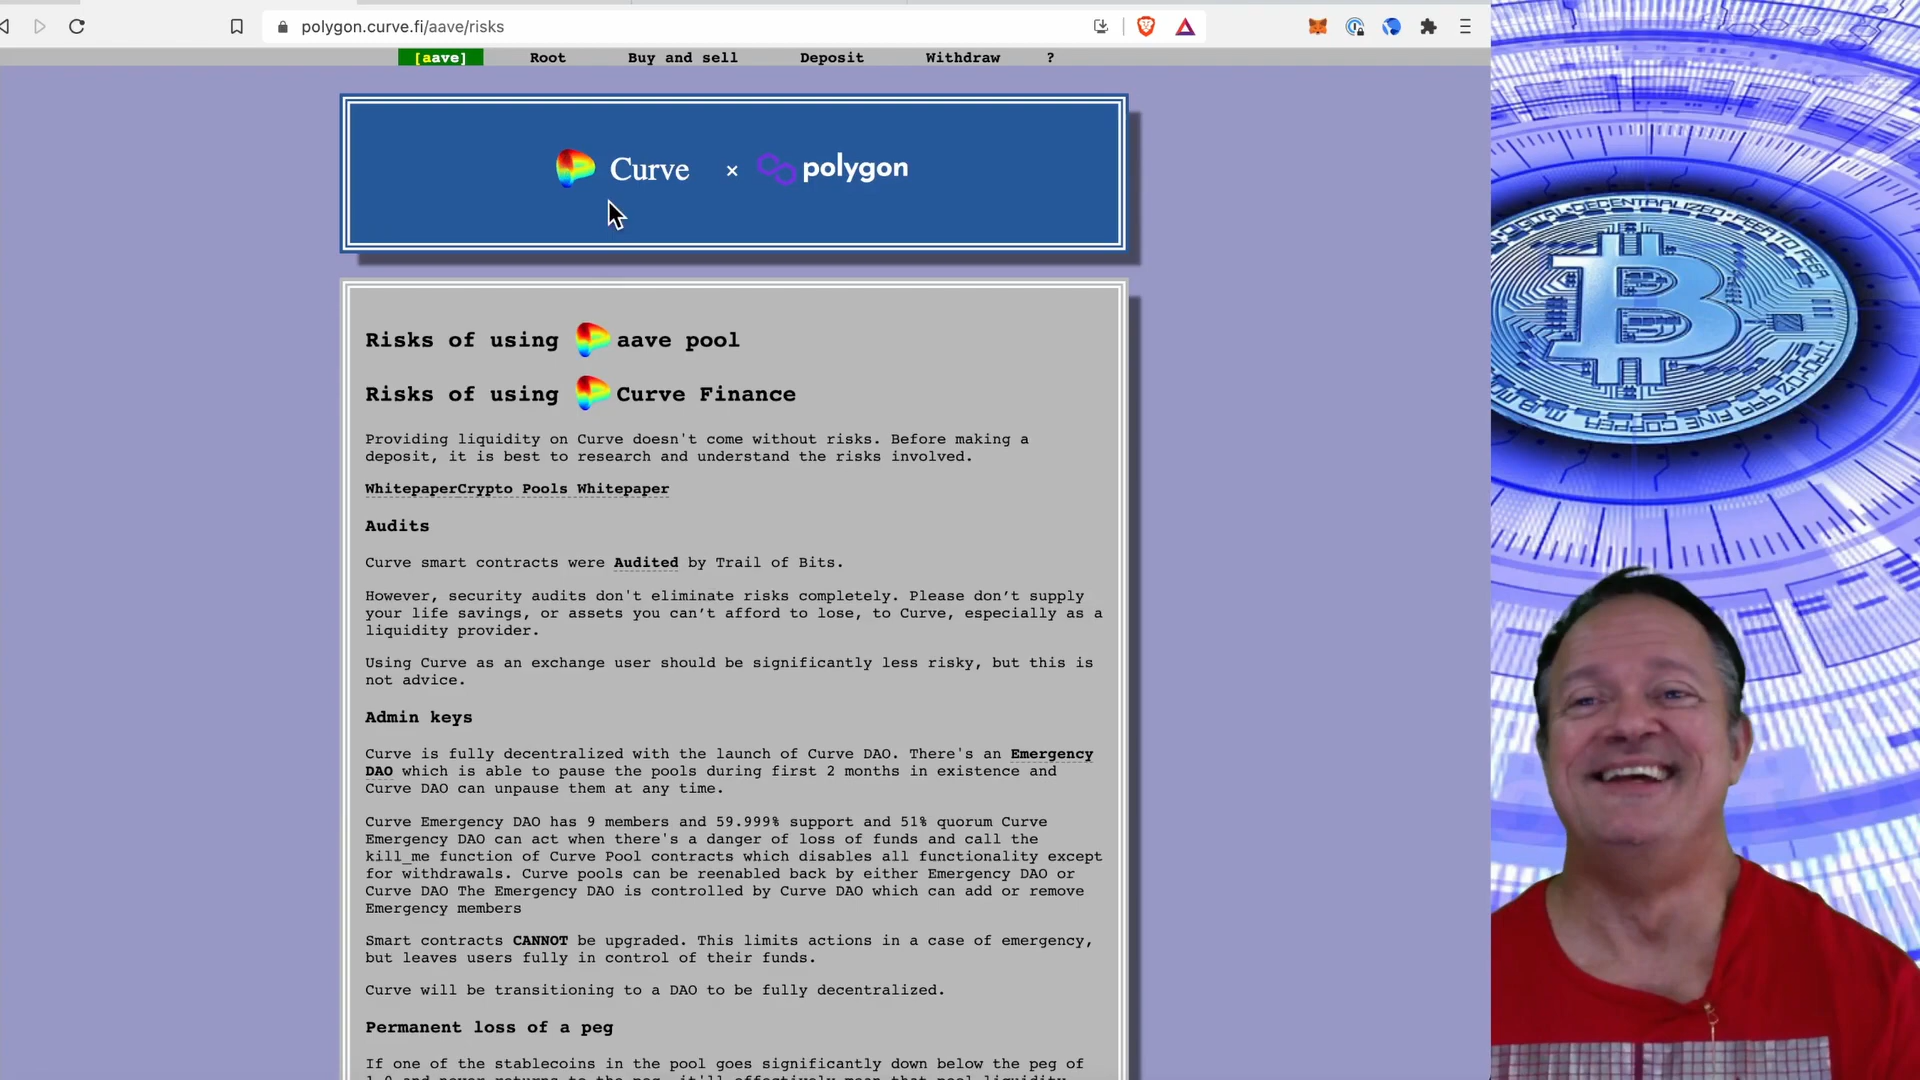 polygon.curve.fi/aave/risks
[aave] Root Buy and sell Deposit Withdraw ?
Curve × polygon
Risks of using aave pool
Risks of using Curve Finance
Providing liquidity on Curve doesn't come without risks. Before making a
deposit, it is best to research and understand the risks involved.
WhitepaperCrypto Pools Whitepaper
Audits
Curve smart contracts were Audited by Trail of Bits.
However, security audits don't eliminate risks completely. Please don’t supply
your life savings, or assets you can’t afford to lose, to Curve, especially as a
liquidity provider.
Using Curve as an exchange user should be significantly less risky, but this is
not advice.
Admin keys
Curve is fully decentralized with the launch of Curve DAO. There's an Emergency
DAO which is able to pause the pools during first 2 months in existence and
Curve DAO can unpause them at any time.
Curve Emergency DAO has 9 members and 59.999% support and 51% quorum Curve
Emergency DAO can act when there's a danger of loss of funds and call the
kill_me function of Curve Pool contracts which disables all functionality except
for withdrawals. Curve pools can be reenabled back by either Emergency DAO or
Curve DAO The Emergency DAO is controlled by Curve DAO which can add or remove
Emergency members
Smart contracts CANNOT be upgraded. This limits actions in a case of emergency,
but leaves users fully in control of their funds.
Curve will be transitioning to a DAO to be fully decentralized.
Permanent loss of a peg
If one of the stablecoins in the pool goes significantly down below the peg of
DIGITAL DECENTRALIZED PEER TO PEER
FINE COPPER 999